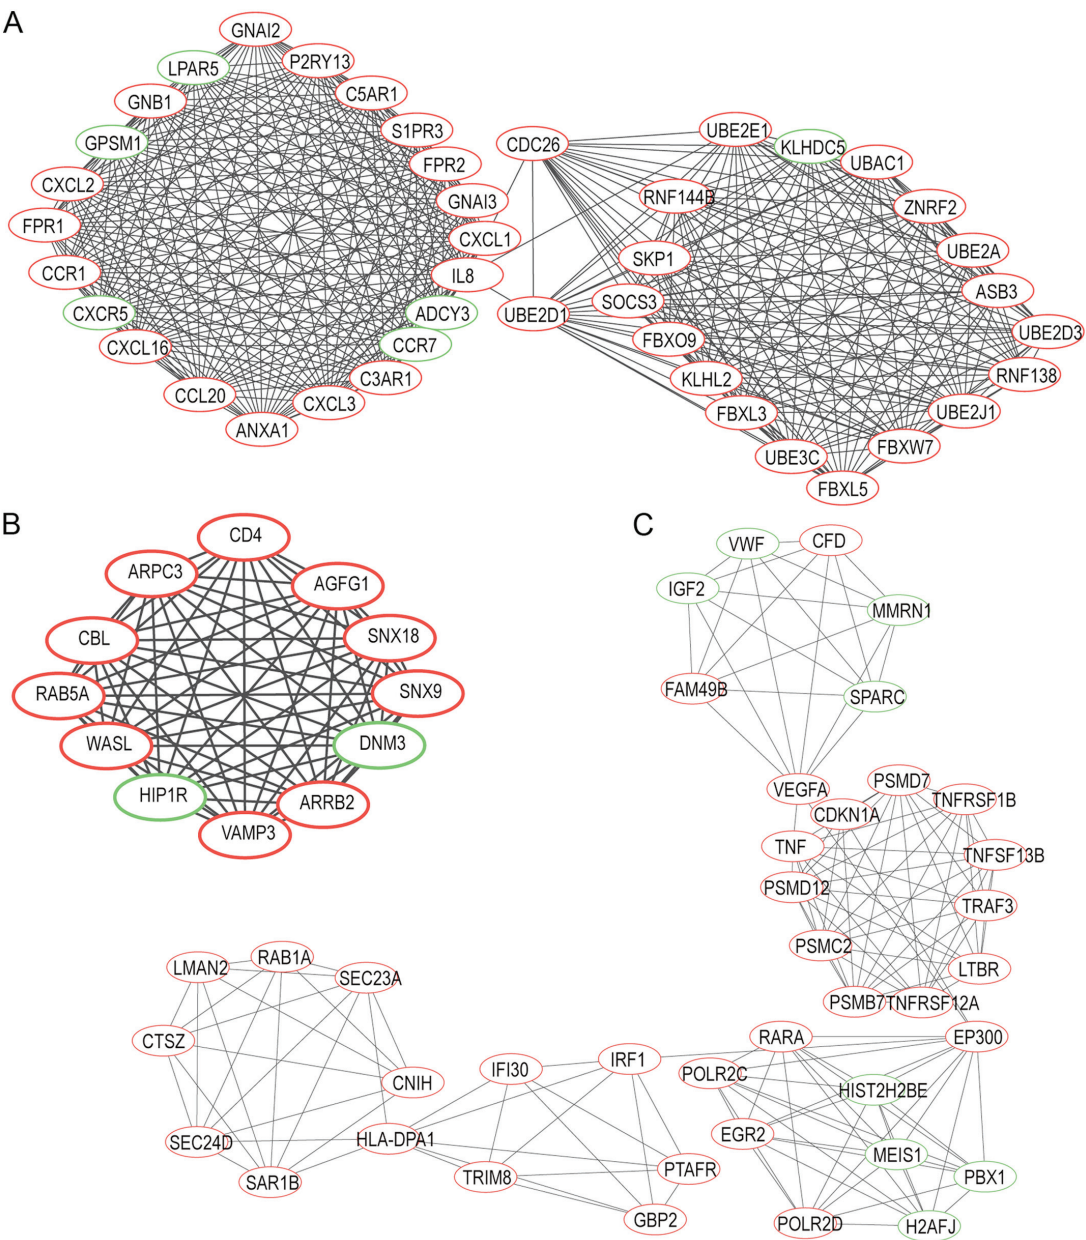 A
GNAI2
LPAR5
P2RY13
GNB1
C5AR1
GPSM1
S1PR3
FPR2
CXCL2
GNAI3
FPR1
CXCL1
CCR1
IL8
CXCR5
ADCY3
CXCL16
CCR7
C3AR1
CCL20
CXCL3
ANXA1
CDC26
UBE2E1
KLHDC5
UBAC1
RNF144B
ZNRF2
SKP1
UBE2A
SOCS3
ASB3
UBE2D1
UBE2D3
FBXO9
RNF138
KLHL2
UBE2J1
FBXL3
FBXW7
UBE3C
FBXL5
B
CD4
ARPC3
AGFG1
CBL
SNX18
RAB5A
SNX9
WASL
DNM3
HIP1R
ARRB2
VAMP3
C
VWF
CFD
IGF2
MMRN1
FAM49B
SPARC
VEGFA
PSMD7
CDKN1A
TNFRSF1B
TNF
TNFSF13B
PSMD12
TRAF3
PSMC2
LTBR
PSMB7
TNFRSF12A
LMAN2
RAB1A
SEC23A
CTSZ
CNIH
SEC24D
HLA-DPA1
SAR1B
IFI30
IRF1
TRIM8
PTAFR
GBP2
RARA
EP300
POLR2C
HIST2H2BE
EGR2
MEIS1
PBX1
POLR2D
H2AFJ